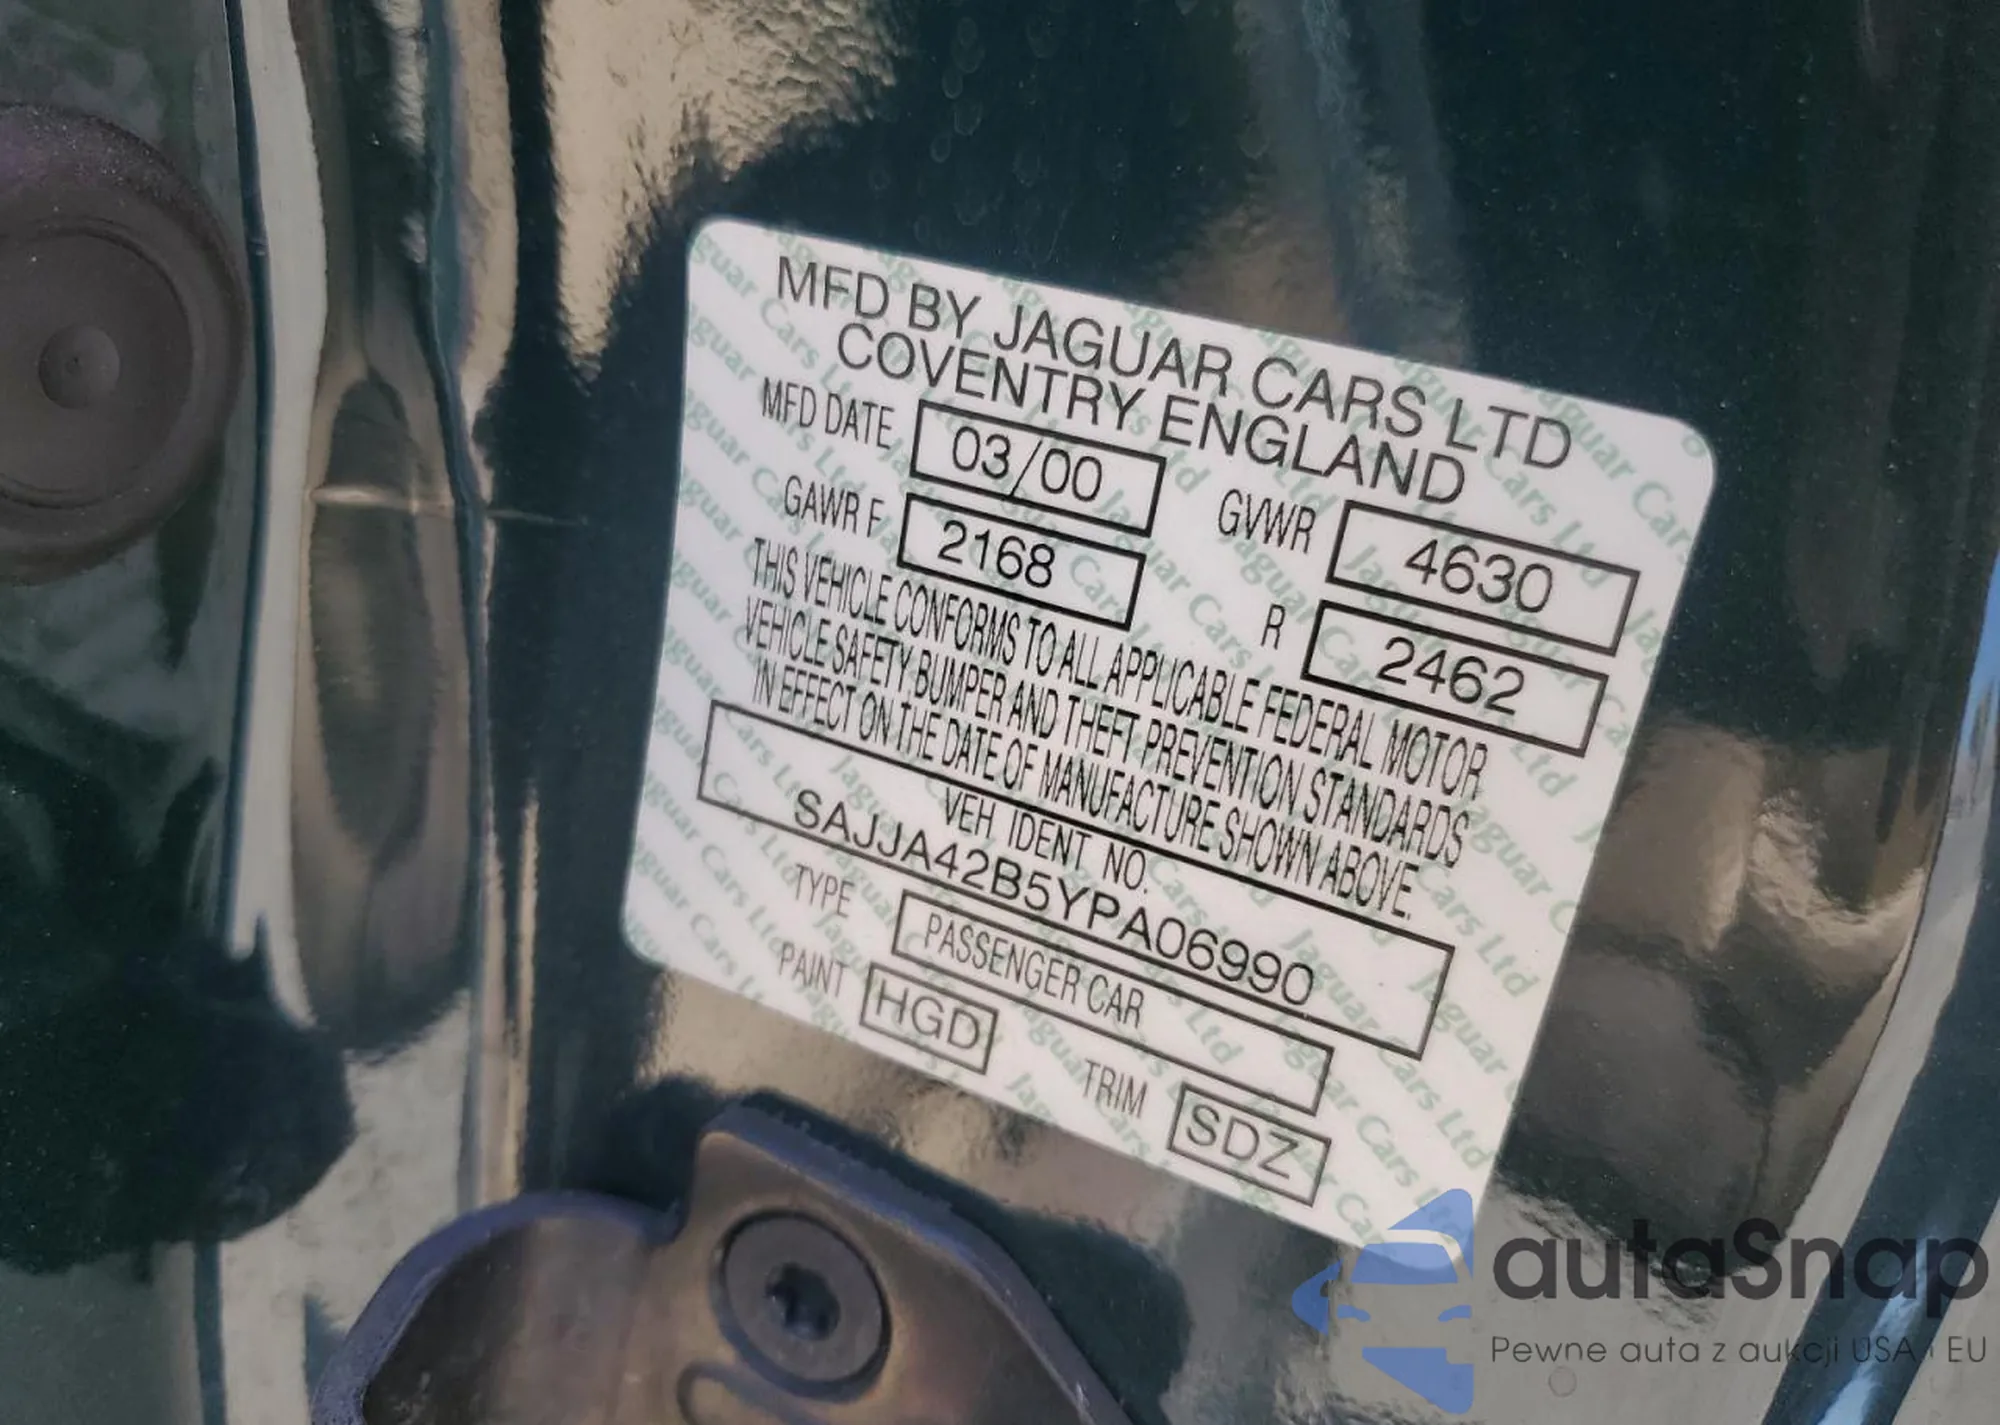 MFD BY JAGUAR CARS LTD
COVENTRY ENGLAND
MFD DATE 03/00 GVWR 4630
GAWR F 2168 R 2462
THIS VEHICLE CONFORMS TO ALL APPLICABLE FEDERAL MOTOR
VEHICLE SAFETY, BUMPER AND THEFT PREVENTION STANDARDS
IN EFFECT ON THE DATE OF MANUFACTURE SHOWN ABOVE.
VEH IDENT NO.
SAJJA42B5YPA06990
TYPE PASSENGER CAR
PAINT HGD TRIM SDZ
autaSnap
Pewne auta z aukcji USA i EU